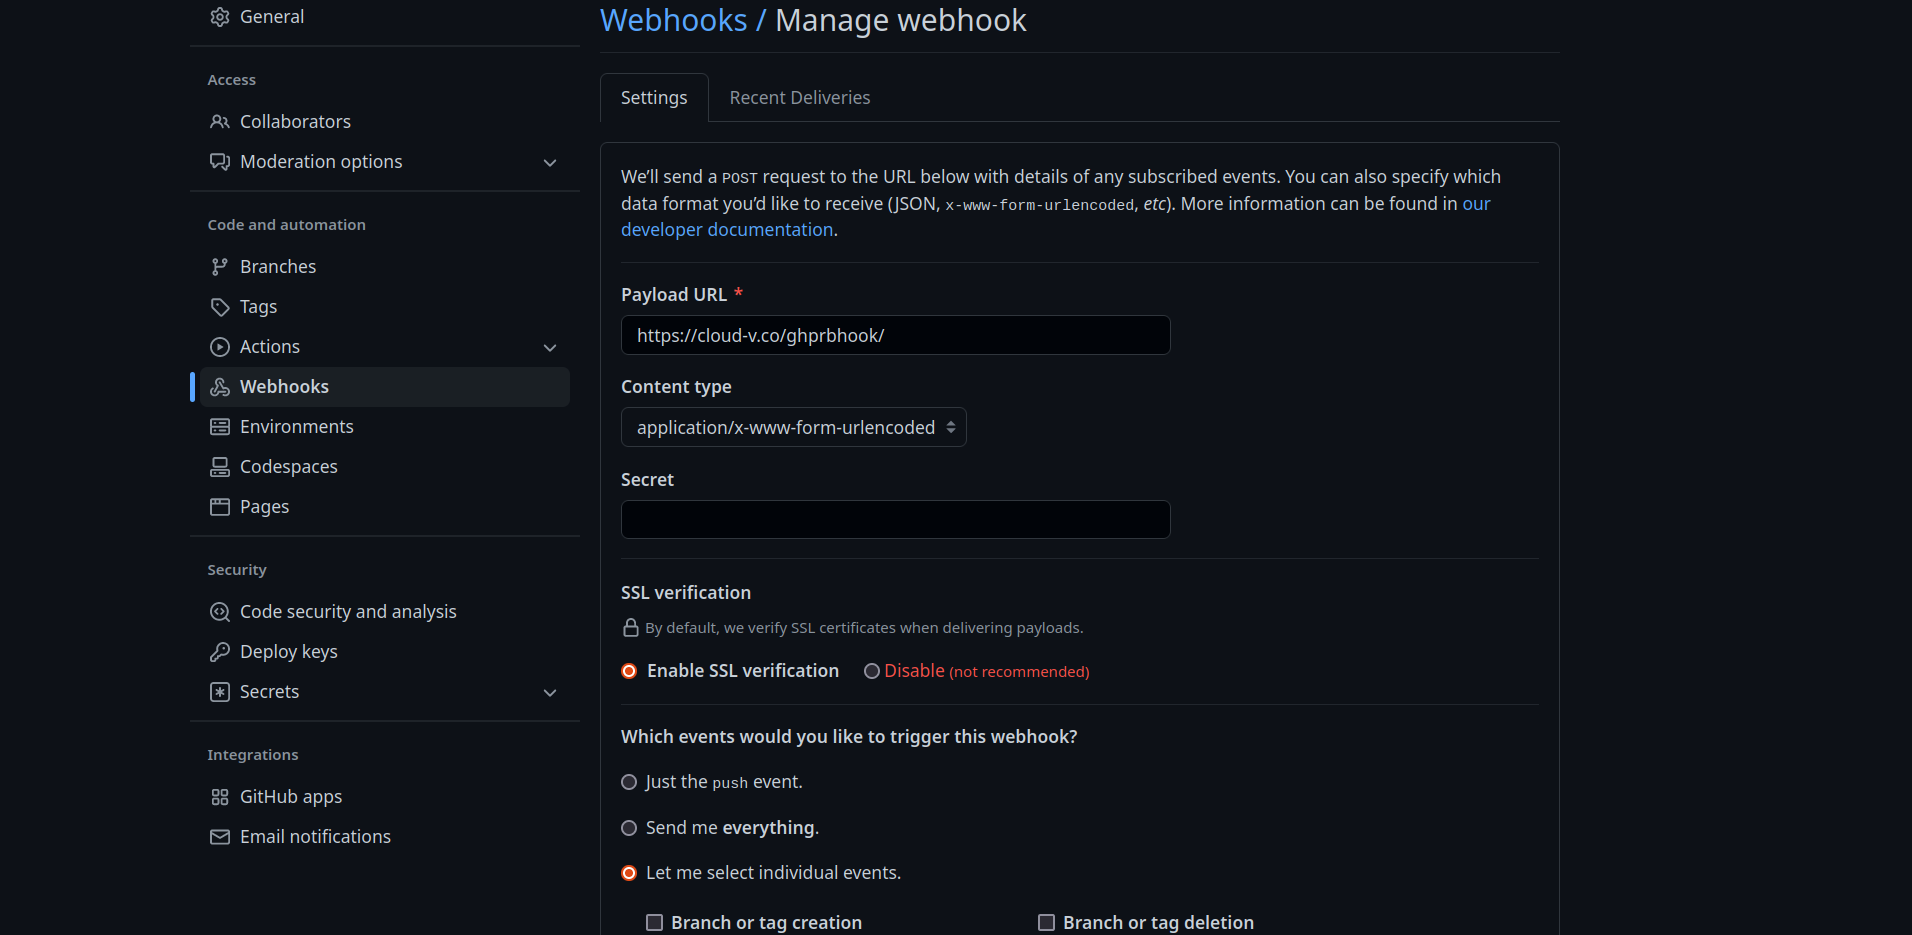 General
Access
Collaborators
Moderation options
Code and automation
Branches
Tags
Actions
Webhooks
Environments
Codespaces
Pages
Security
Code security and analysis
Deploy keys
Secrets
Integrations
GitHub apps
Email notifications
Webhooks / Manage webhook
Settings Recent Deliveries
We’ll send a POST request to the URL below with details of any subscribed events. You can also specify which
data format you’d like to receive (JSON, x-www-form-urlencoded, etc). More information can be found in our
developer documentation.
Payload URL *
https://cloud-v.co/ghprbhook/
Content type
application/x-www-form-urlencoded
Secret
SSL verification
By default, we verify SSL certificates when delivering payloads.
Enable SSL verification Disable (not recommended)
Which events would you like to trigger this webhook?
Just the push event.
Send me everything.
Let me select individual events.
Branch or tag creation Branch or tag deletion